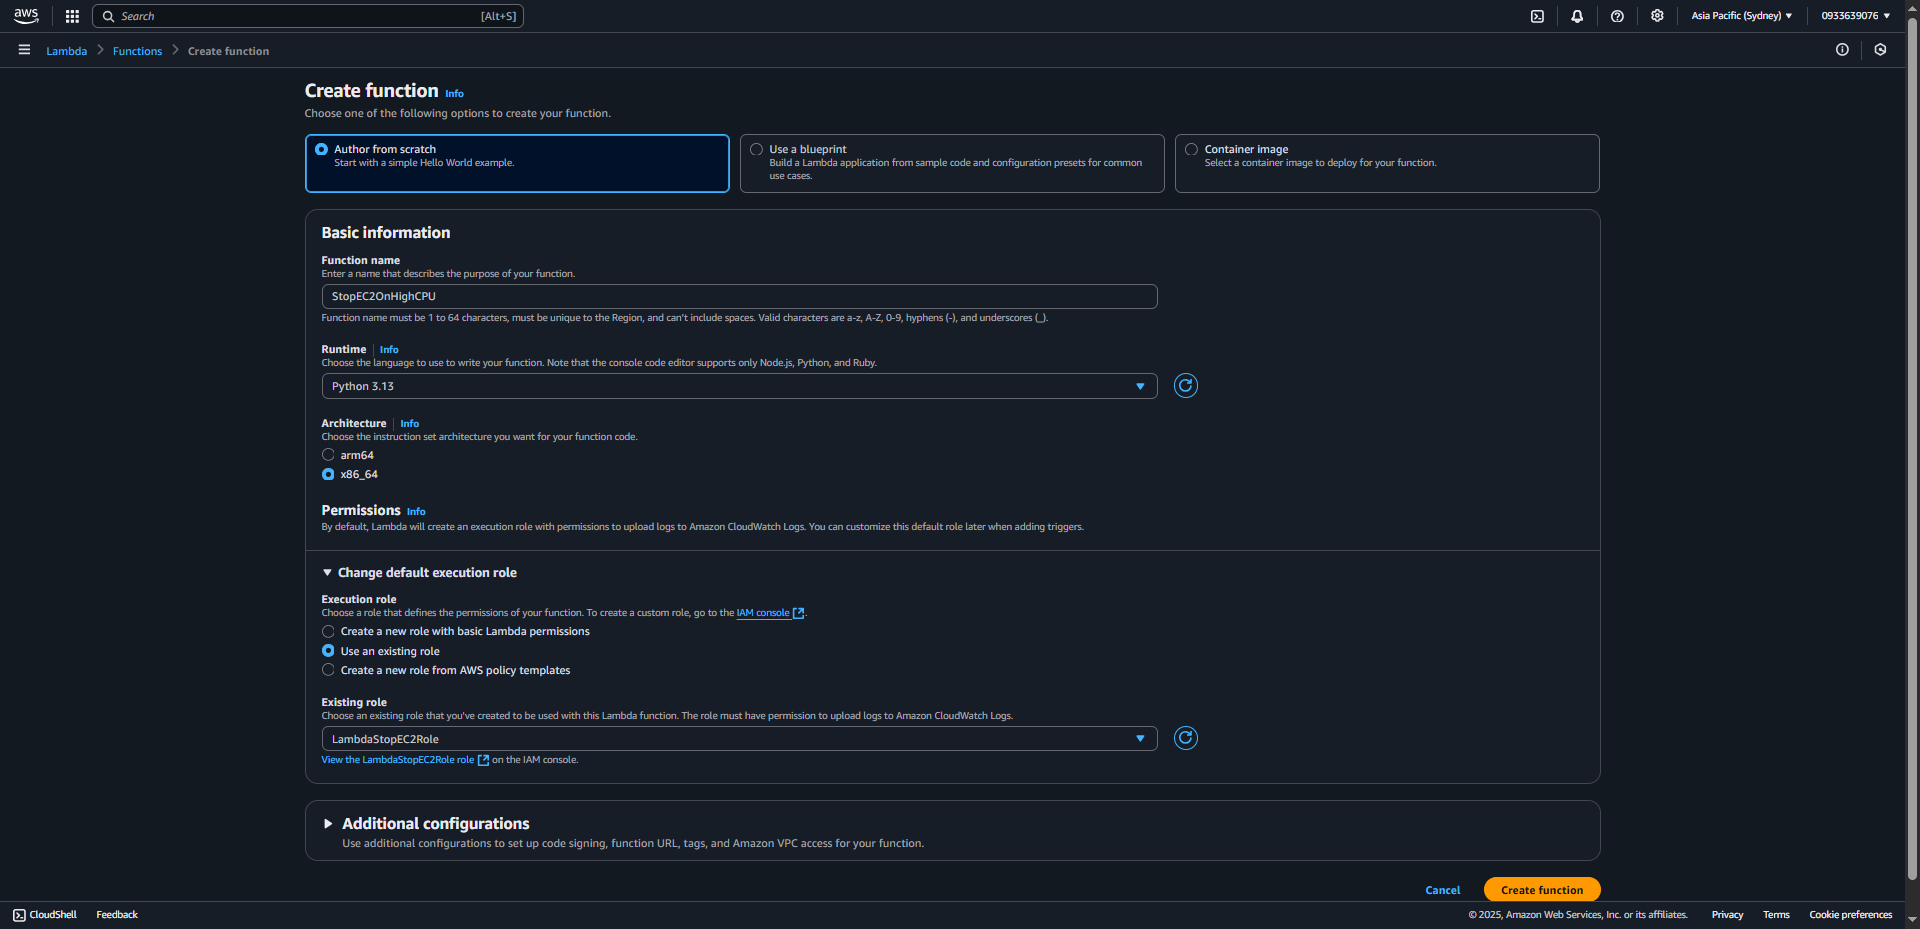 aws
Search [Alt+S]
Asia Pacific (Sydney)
0933639076
Lambda
Functions
Create function
Create function Info
Choose one of the following options to create your function.
Author from scratch
Start with a simple Hello World example.
Use a blueprint
Build a Lambda application from sample code and configuration presets for common
use cases.
Container image
Select a container image to deploy for your function.
Basic information
Function name
Enter a name that describes the purpose of your function.
StopEC2OnHighCPU
Function name must be 1 to 64 characters, must be unique to the Region, and can't include spaces. Valid characters are a-z, A-Z, 0-9, hyphens (-), and underscores (_).
Runtime Info
Choose the language to use to write your function. Note that the console code editor supports only Node.js, Python, and Ruby.
Python 3.13
Architecture Info
Choose the instruction set architecture you want for your function code.
arm64
x86_64
Permissions Info
By default, Lambda will create an execution role with permissions to upload logs to Amazon CloudWatch Logs. You can customize this default role later when adding triggers.
Change default execution role
Execution role
Choose a role that defines the permissions of your function. To create a custom role, go to the IAM console.
Create a new role with basic Lambda permissions
Use an existing role
Create a new role from AWS policy templates
Existing role
Choose an existing role that you've created to be used with this Lambda function. The role must have permission to upload logs to Amazon CloudWatch Logs.
LambdaStopEC2Role
View the LambdaStopEC2Role role on the IAM console.
Additional configurations
Use additional configurations to set up code signing, function URL, tags, and Amazon VPC access for your function.
Cancel
Create function
CloudShell
Feedback
© 2025, Amazon Web Services, Inc. or its affiliates.
Privacy
Terms
Cookie preferences